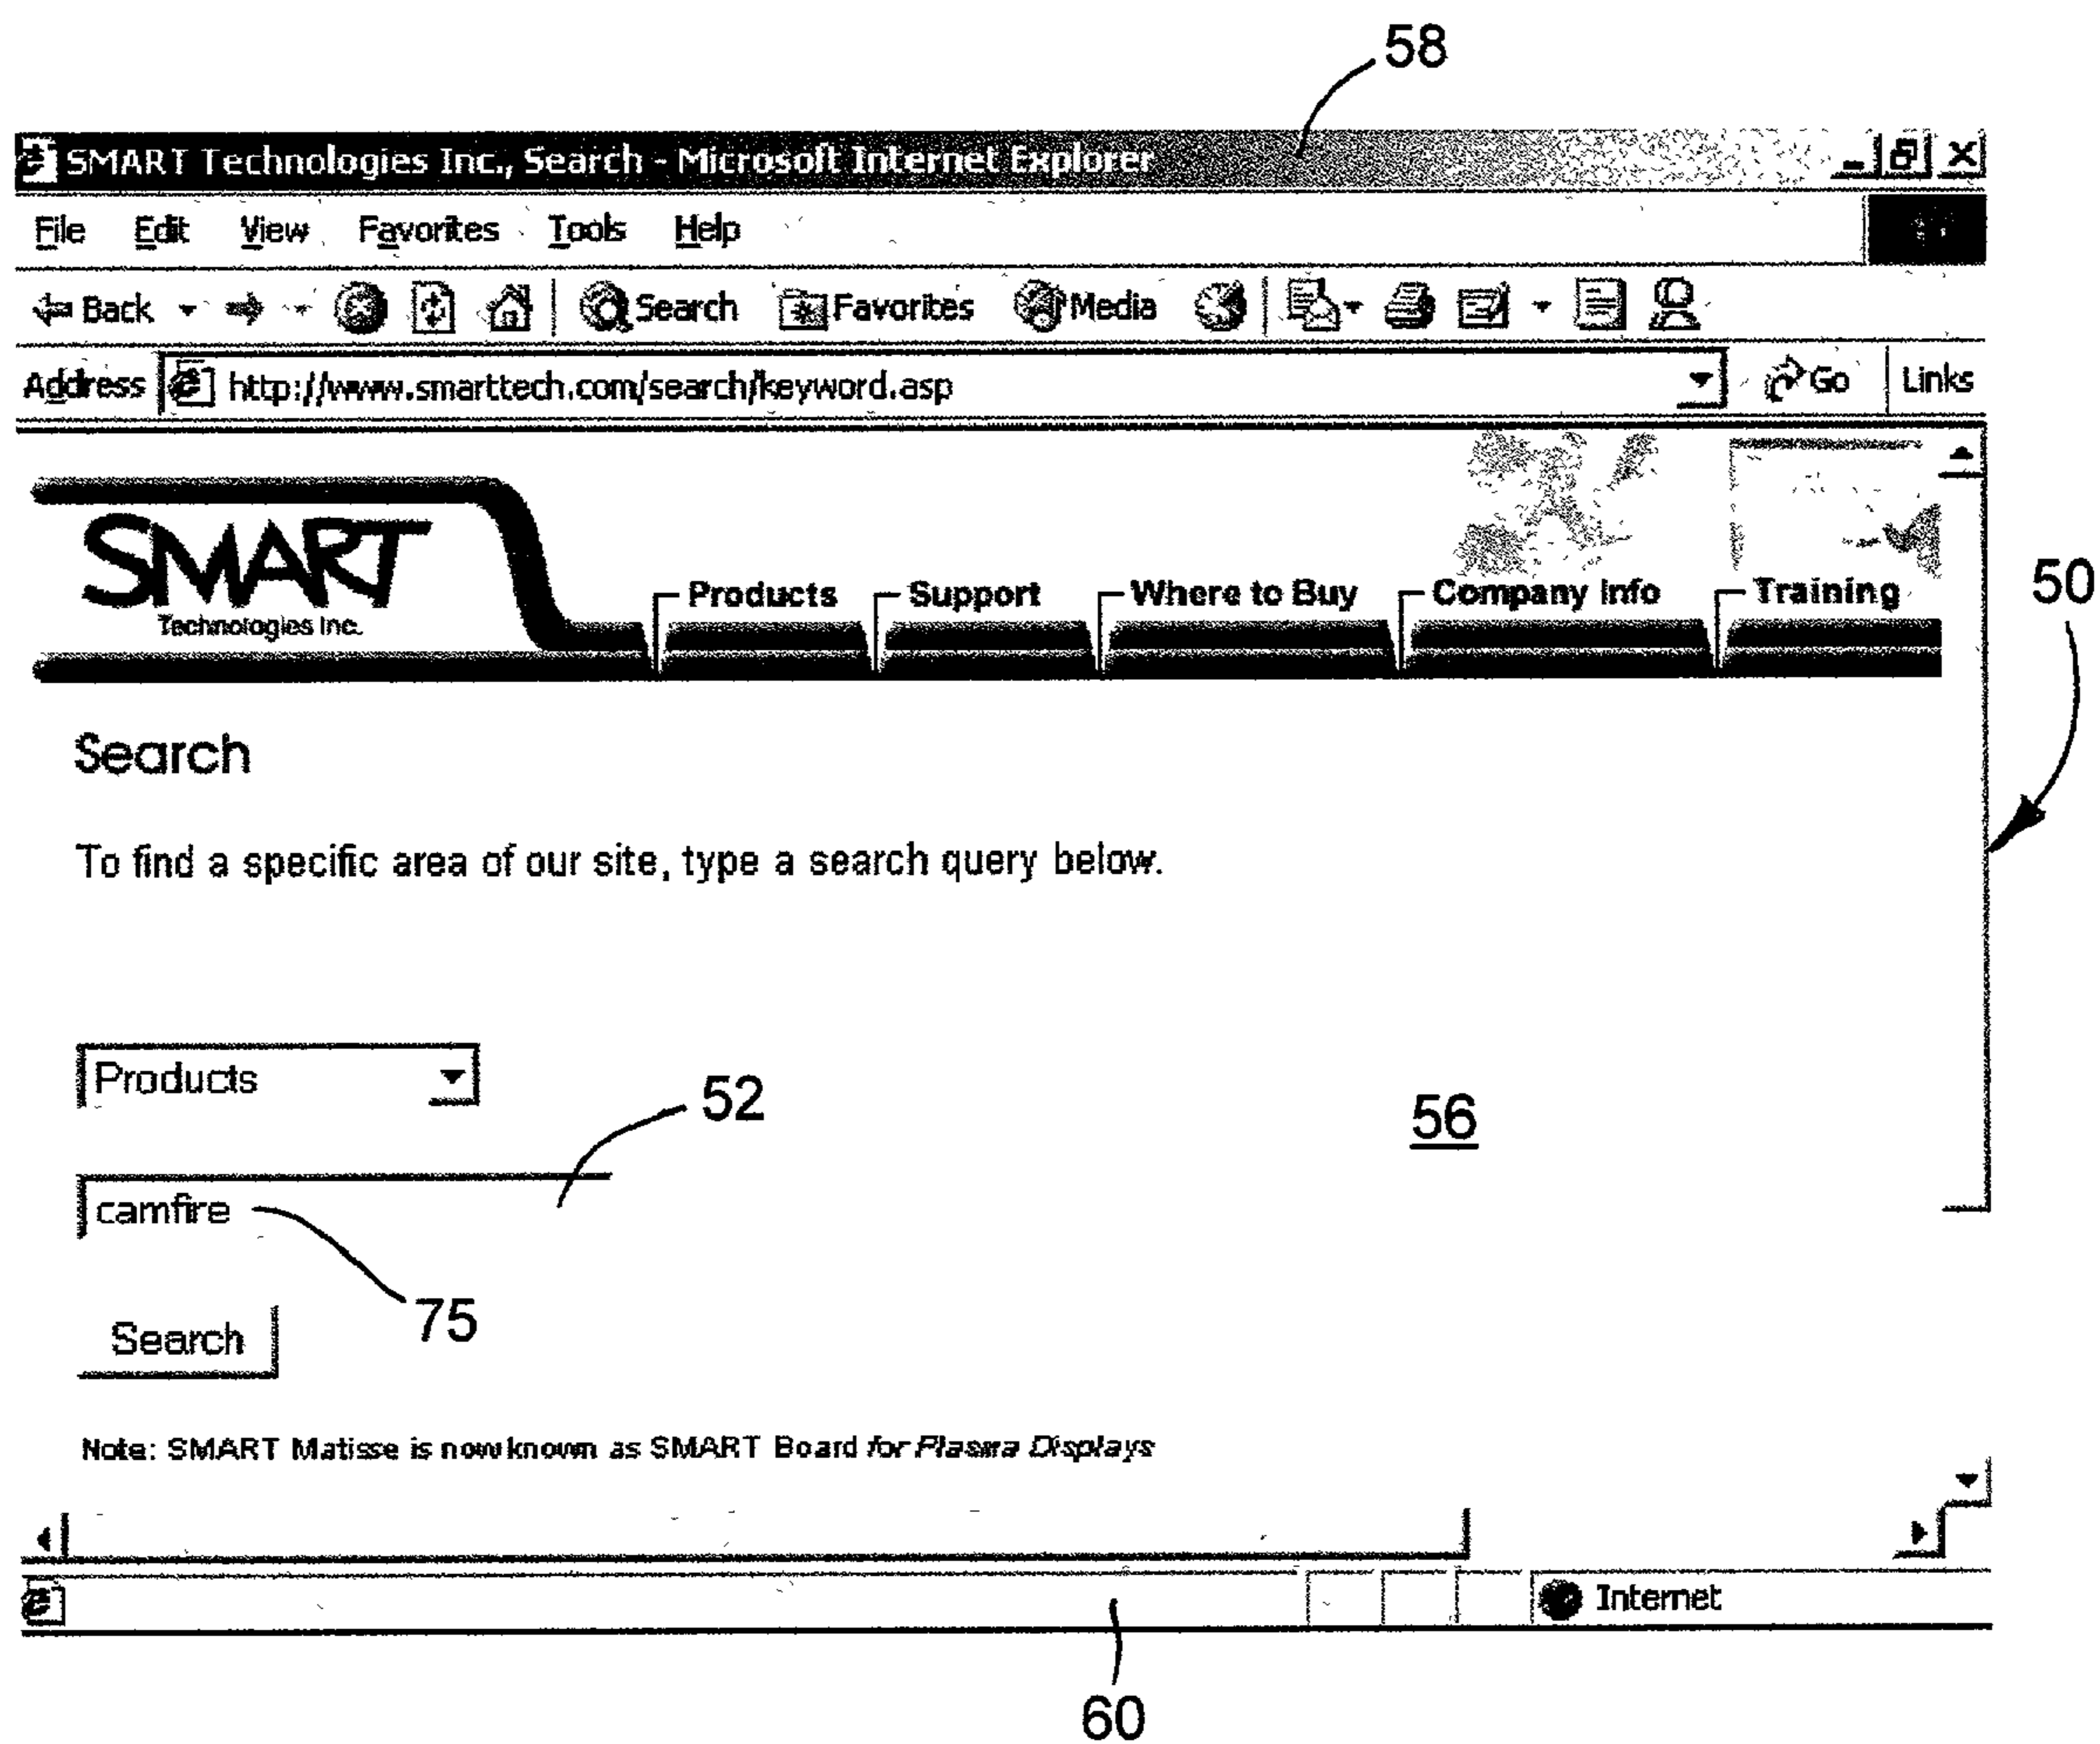 58
SMART Technologies Inc., Search - Microsoft Internet Explorer
File Edit View Favorites Tools Help
Back Search Favorites Media
Address http://www.smarttech.com/search/keyword.asp Go Links
SMART
Technologies Inc.
Products Support Where to Buy Company Info Training
50
Search
To find a specific area of our site, type a search query below.
Products
52
56
camfire
75
Search
Note: SMART Matisse is now known as SMART Board for Plasma Displays
Internet
60